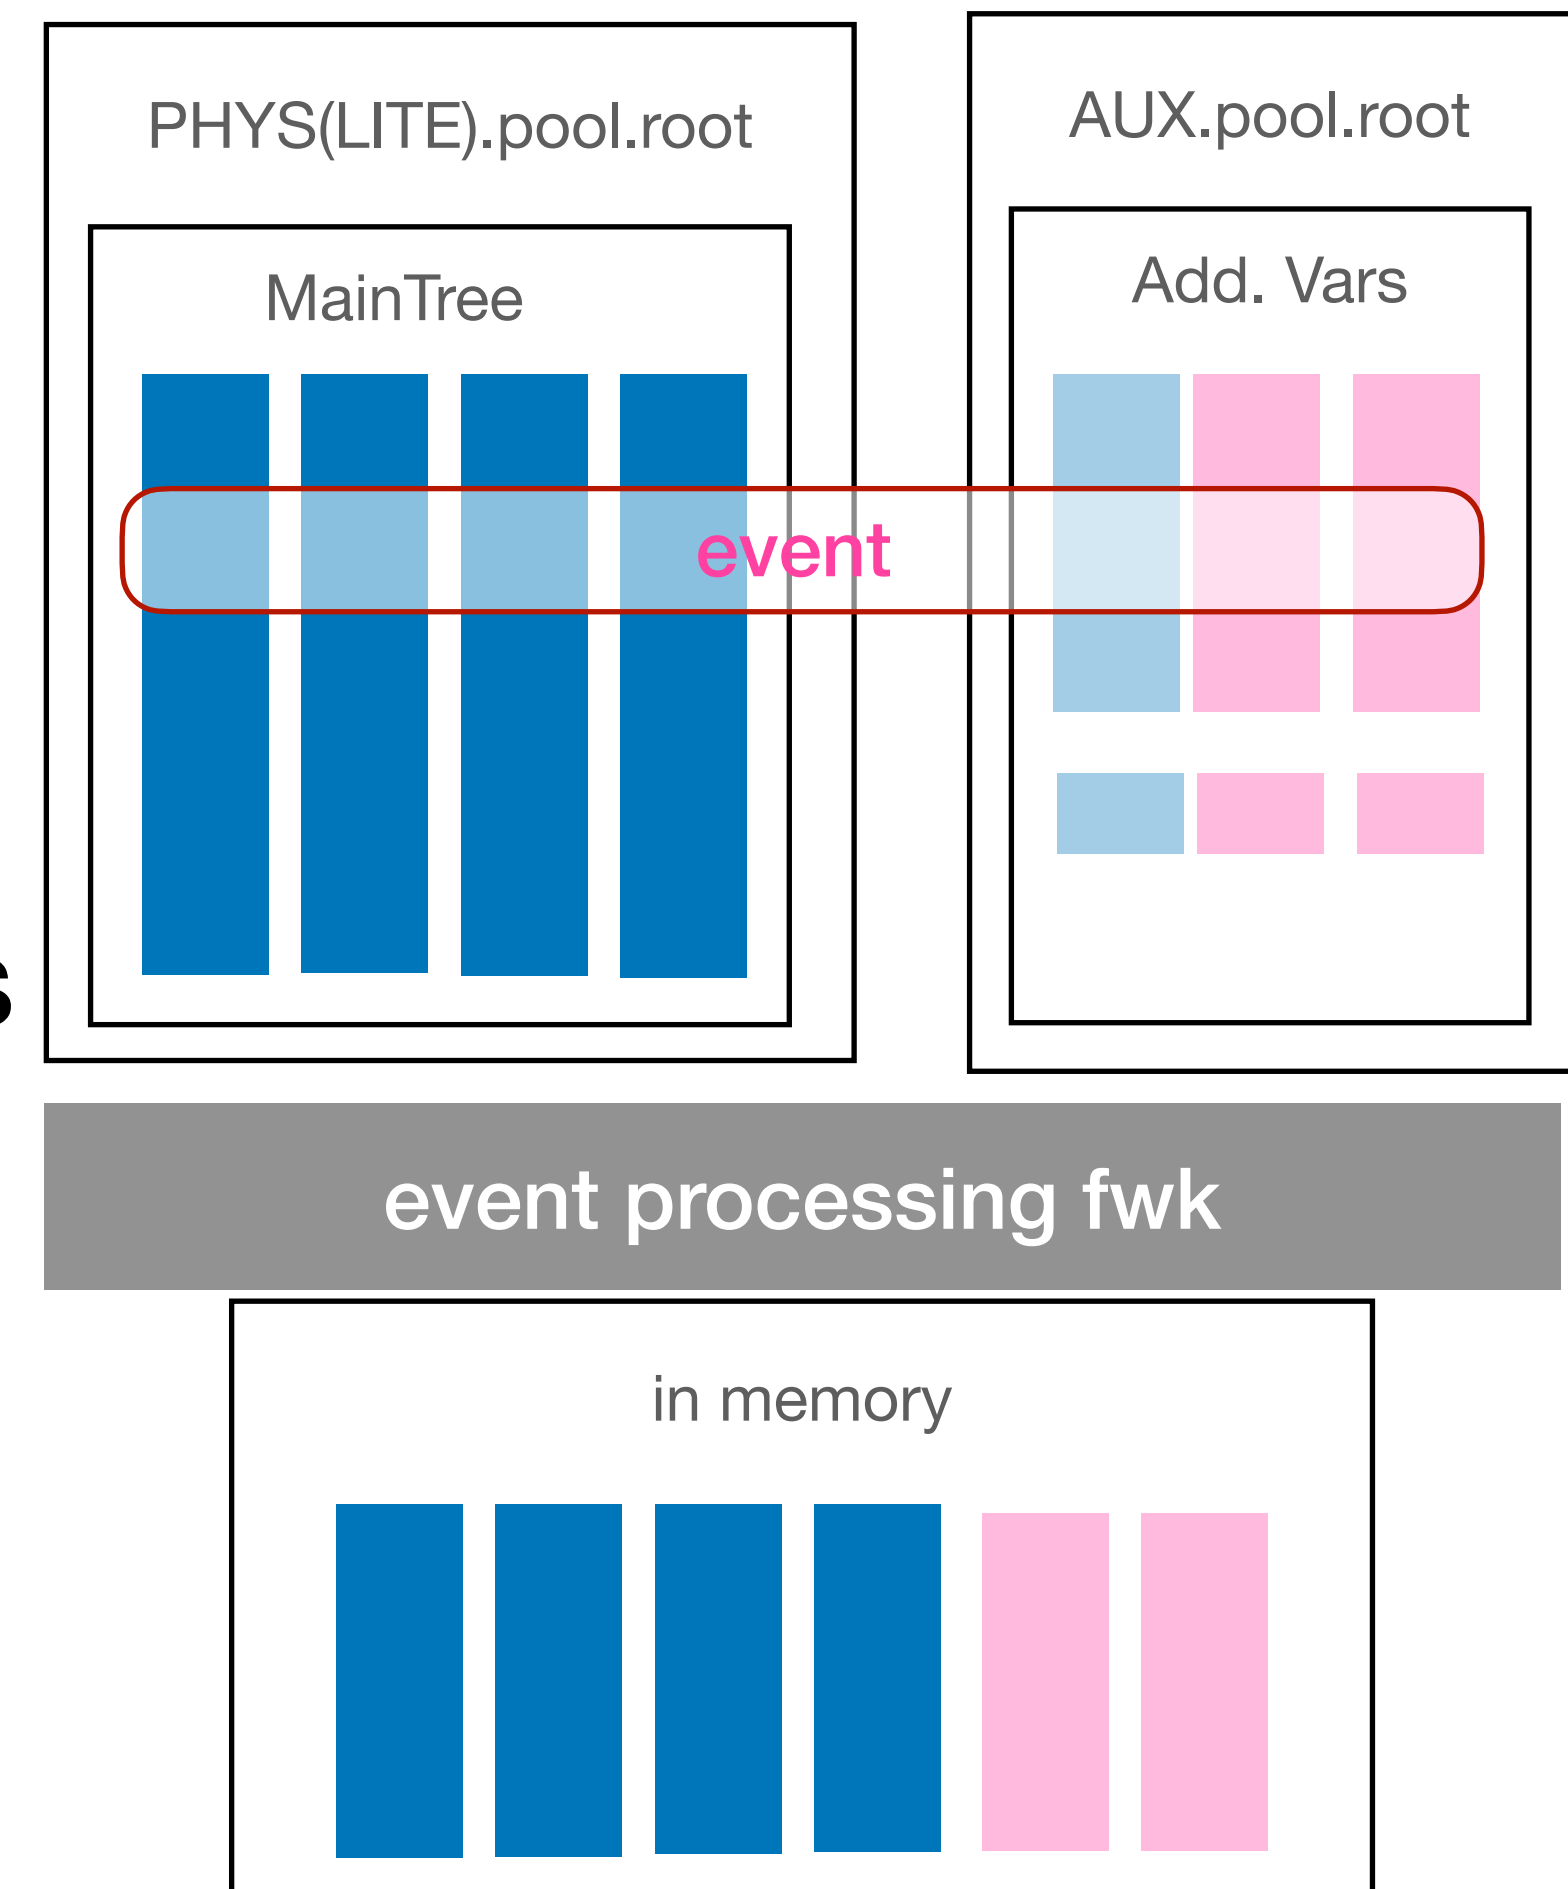 PHYS(LITE).pool.root
AUX.pool.root
MainTree
Add. Vars
event
s
event processing fwk
in memory